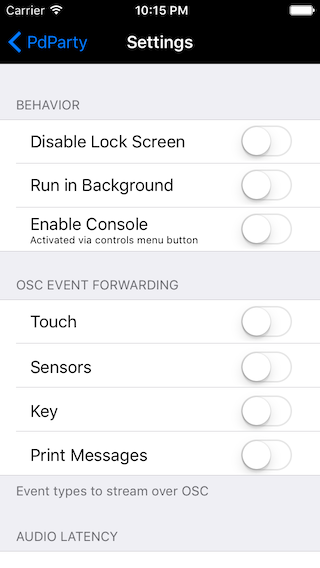 Carrier 10:15 PM
PdParty Settings
BEHAVIOR
Disable Lock Screen
Run in Background
Enable Console
Activated via controls menu button
OSC EVENT FORWARDING
Touch
Sensors
Key
Print Messages
Event types to stream over OSC
AUDIO LATENCY